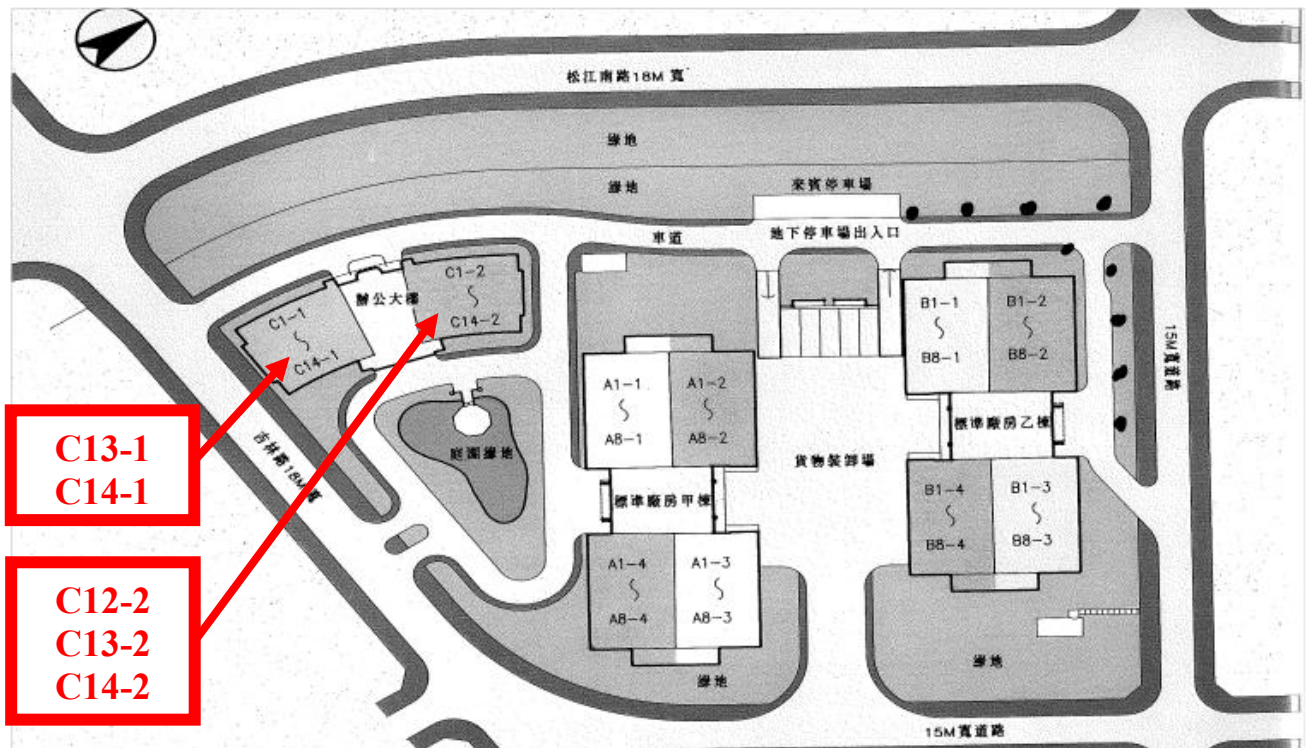 松江南路18M 寬
綠地
綠地
來賓停車場
車道
地下停車場出入口
C1-2
C14-2
辦公大樓
C1-1
C14-1
B1-1
B8-1
B1-2
B8-2
15M寬道路
A1-1
A8-1
A1-2
A8-2
標準廠房乙棟
C13-1
C14-1
吉林路18M寬
庭園綠地
貨物裝卸場
標準廠房甲棟
B1-4
B8-4
B1-3
B8-3
A1-4
A8-4
A1-3
A8-3
C12-2
C13-2
C14-2
綠地
綠地
15M寬道路